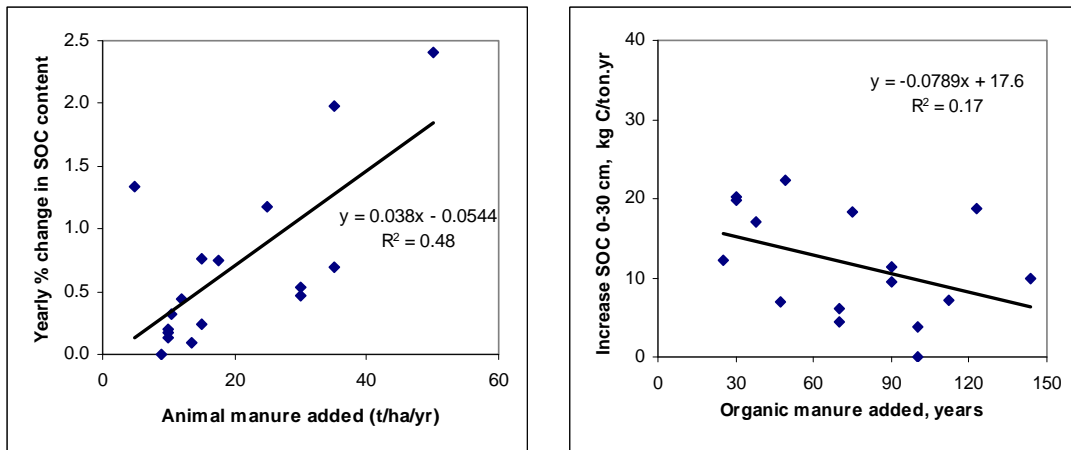 Yearly % change in SOC content
2.5
2.0
1.5
1.0
0.5
0.0
y = 0.038x - 0.0544
R² = 0.48
0
20
40
60
Animal manure added (t/ha/yr)
Increase SOC 0-30 cm, kg C/ton.yr
40
30
20
10
0
y = -0.0789x + 17.6
R² = 0.17
0
30
60
90
120
150
Organic manure added, years